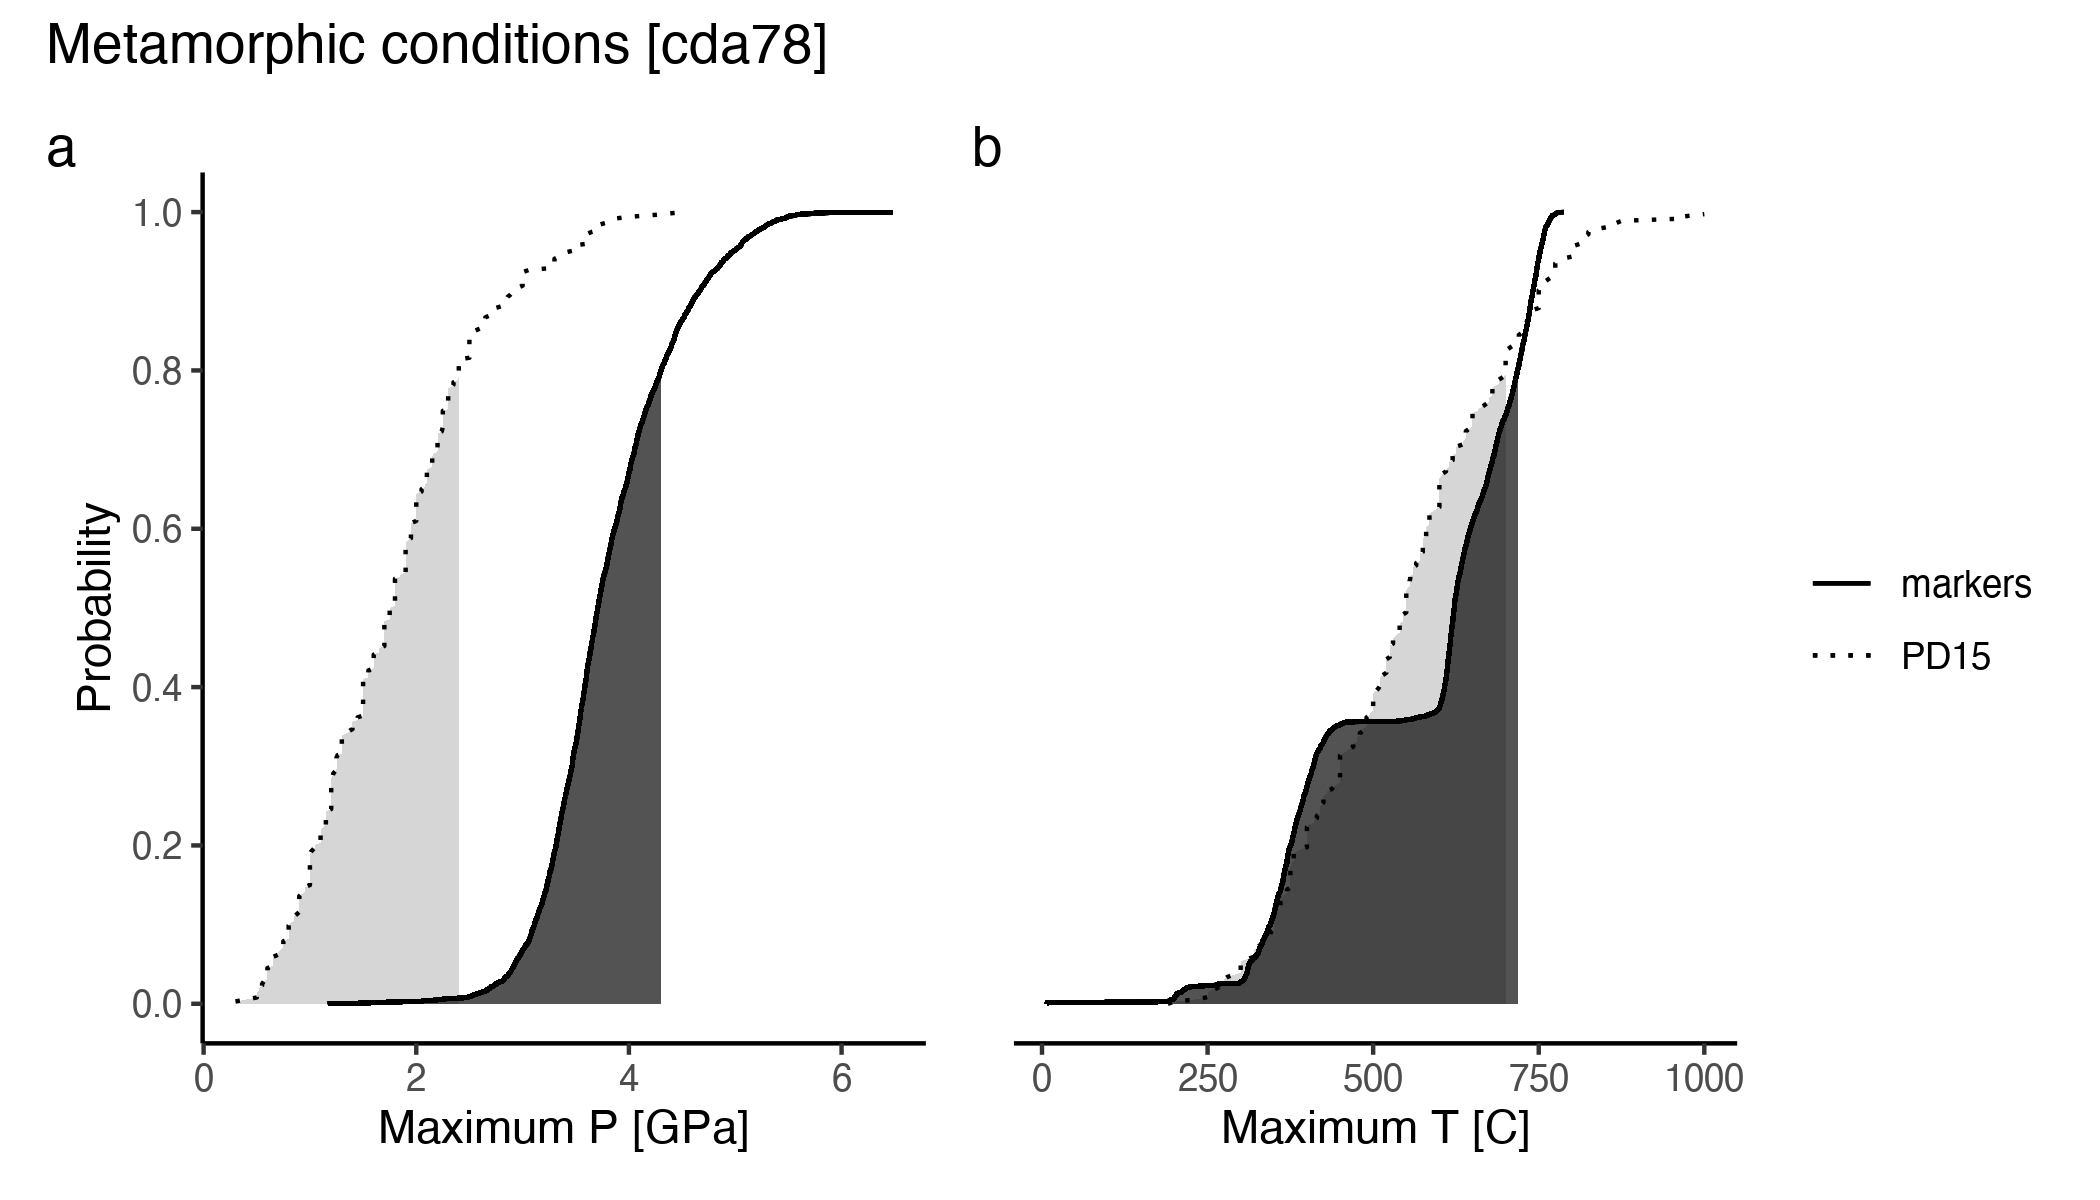 Metamorphic conditions [cda78]
a
b
Probability
1.0
0.8
0.6
0.4
0.2
0.0
0 2 4 6
Maximum P [GPa]
0 250 500 750 1000
Maximum T [C]
markers
PD15